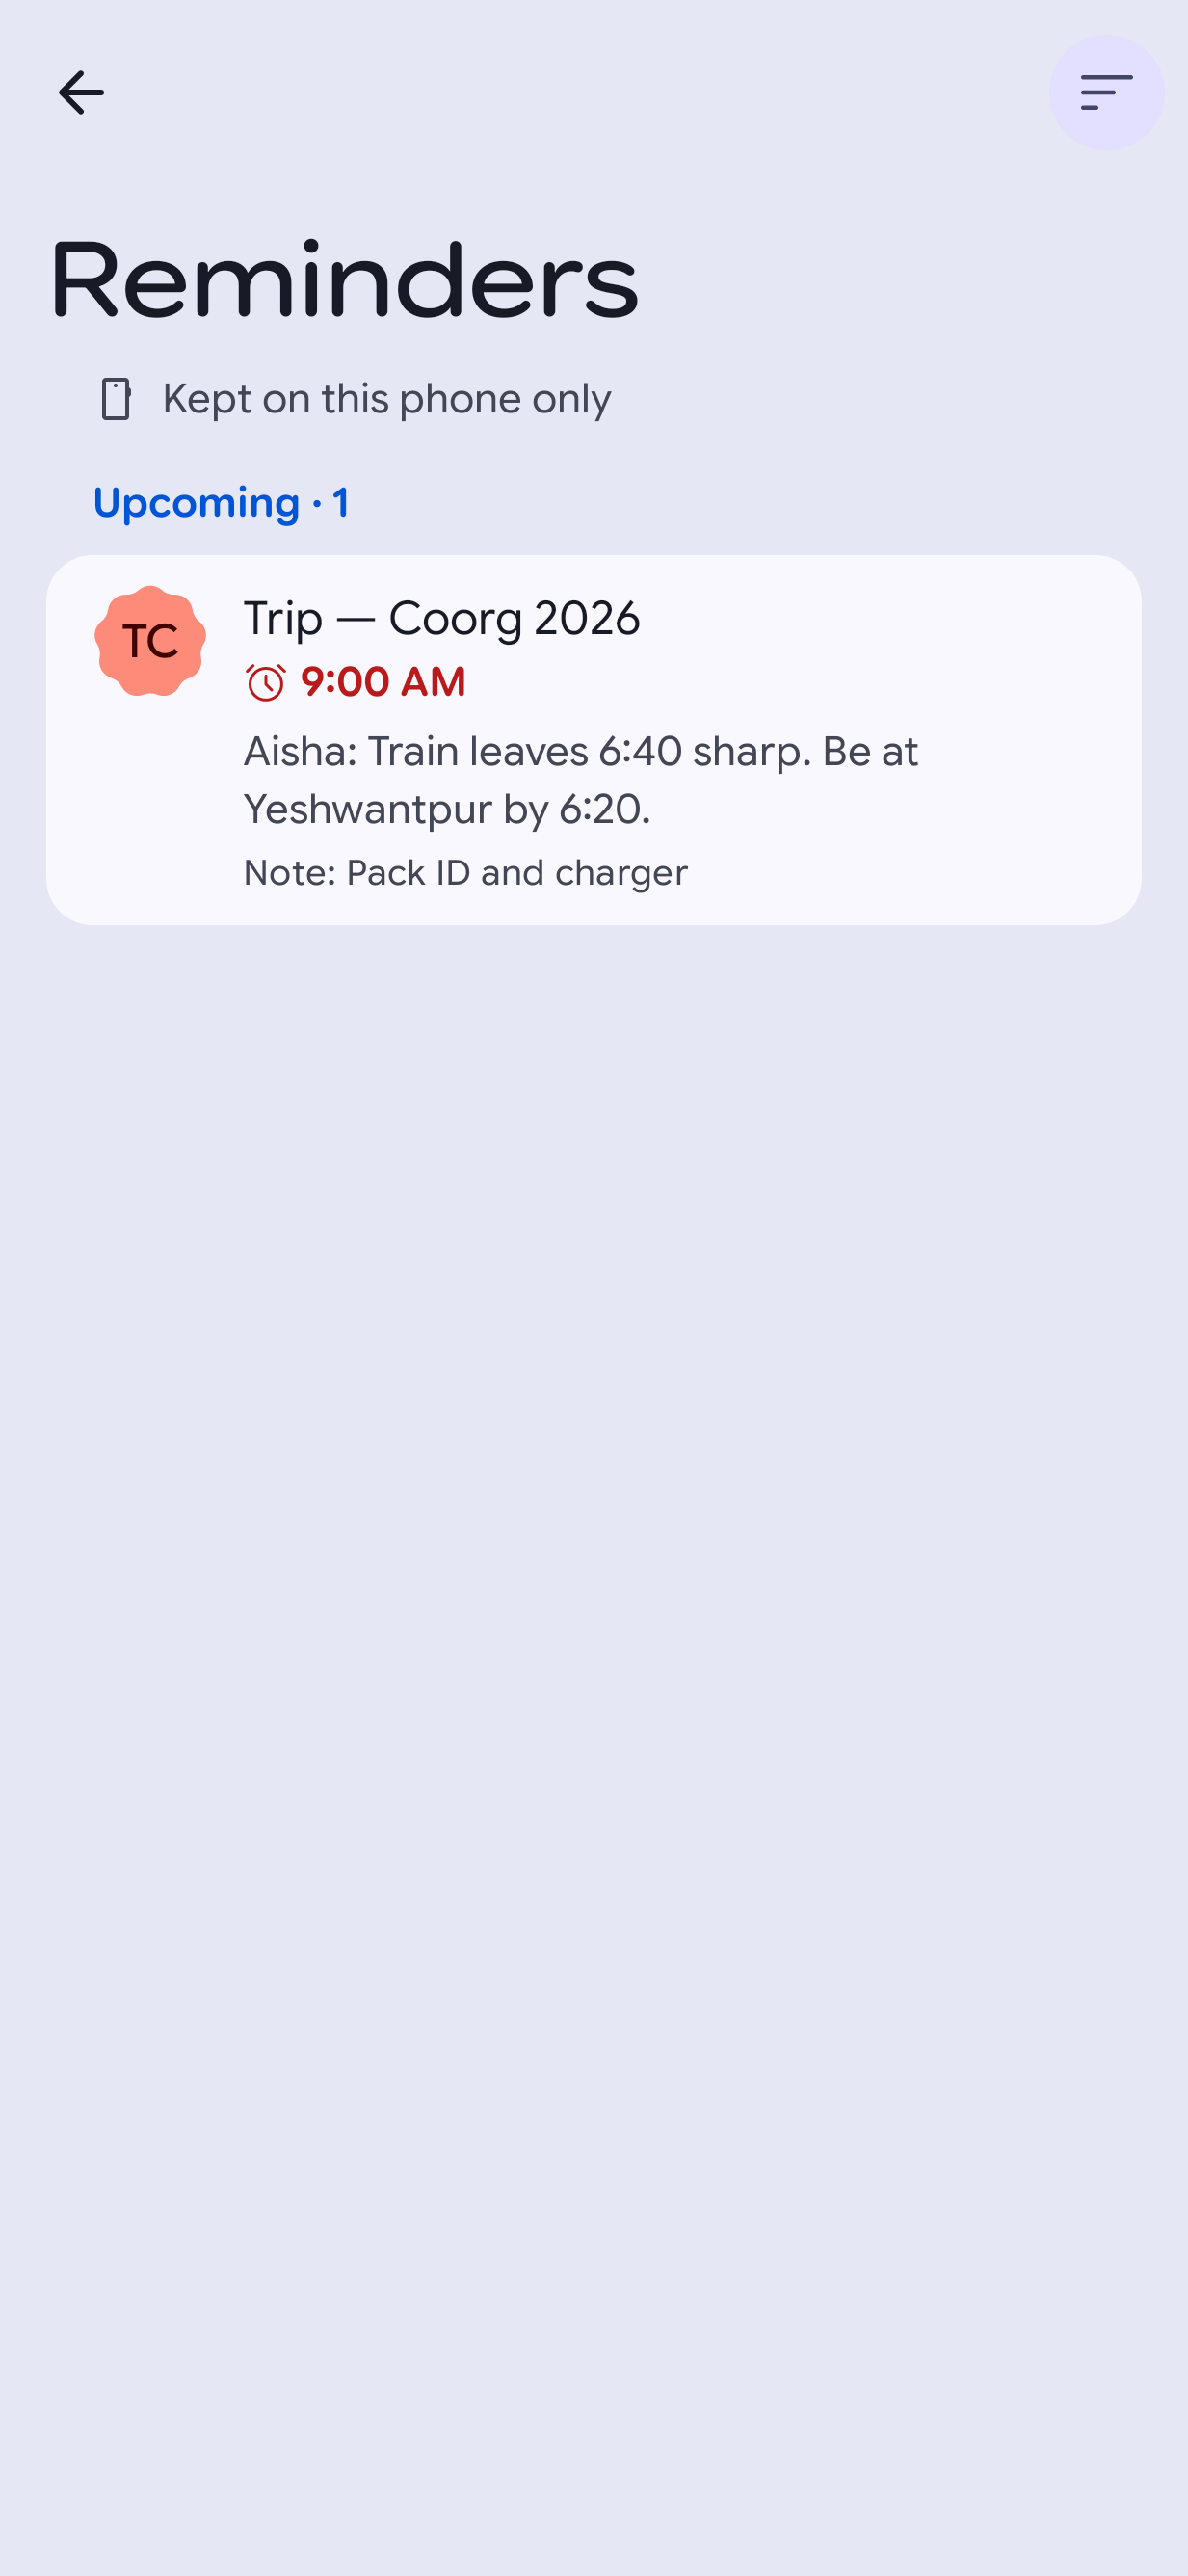 Reminders
Kept on this phone only
Upcoming · 1
TC
Trip — Coorg 2026
9:00 AM
Aisha: Train leaves 6:40 sharp. Be at
Yeshwantpur by 6:20.
Note: Pack ID and charger